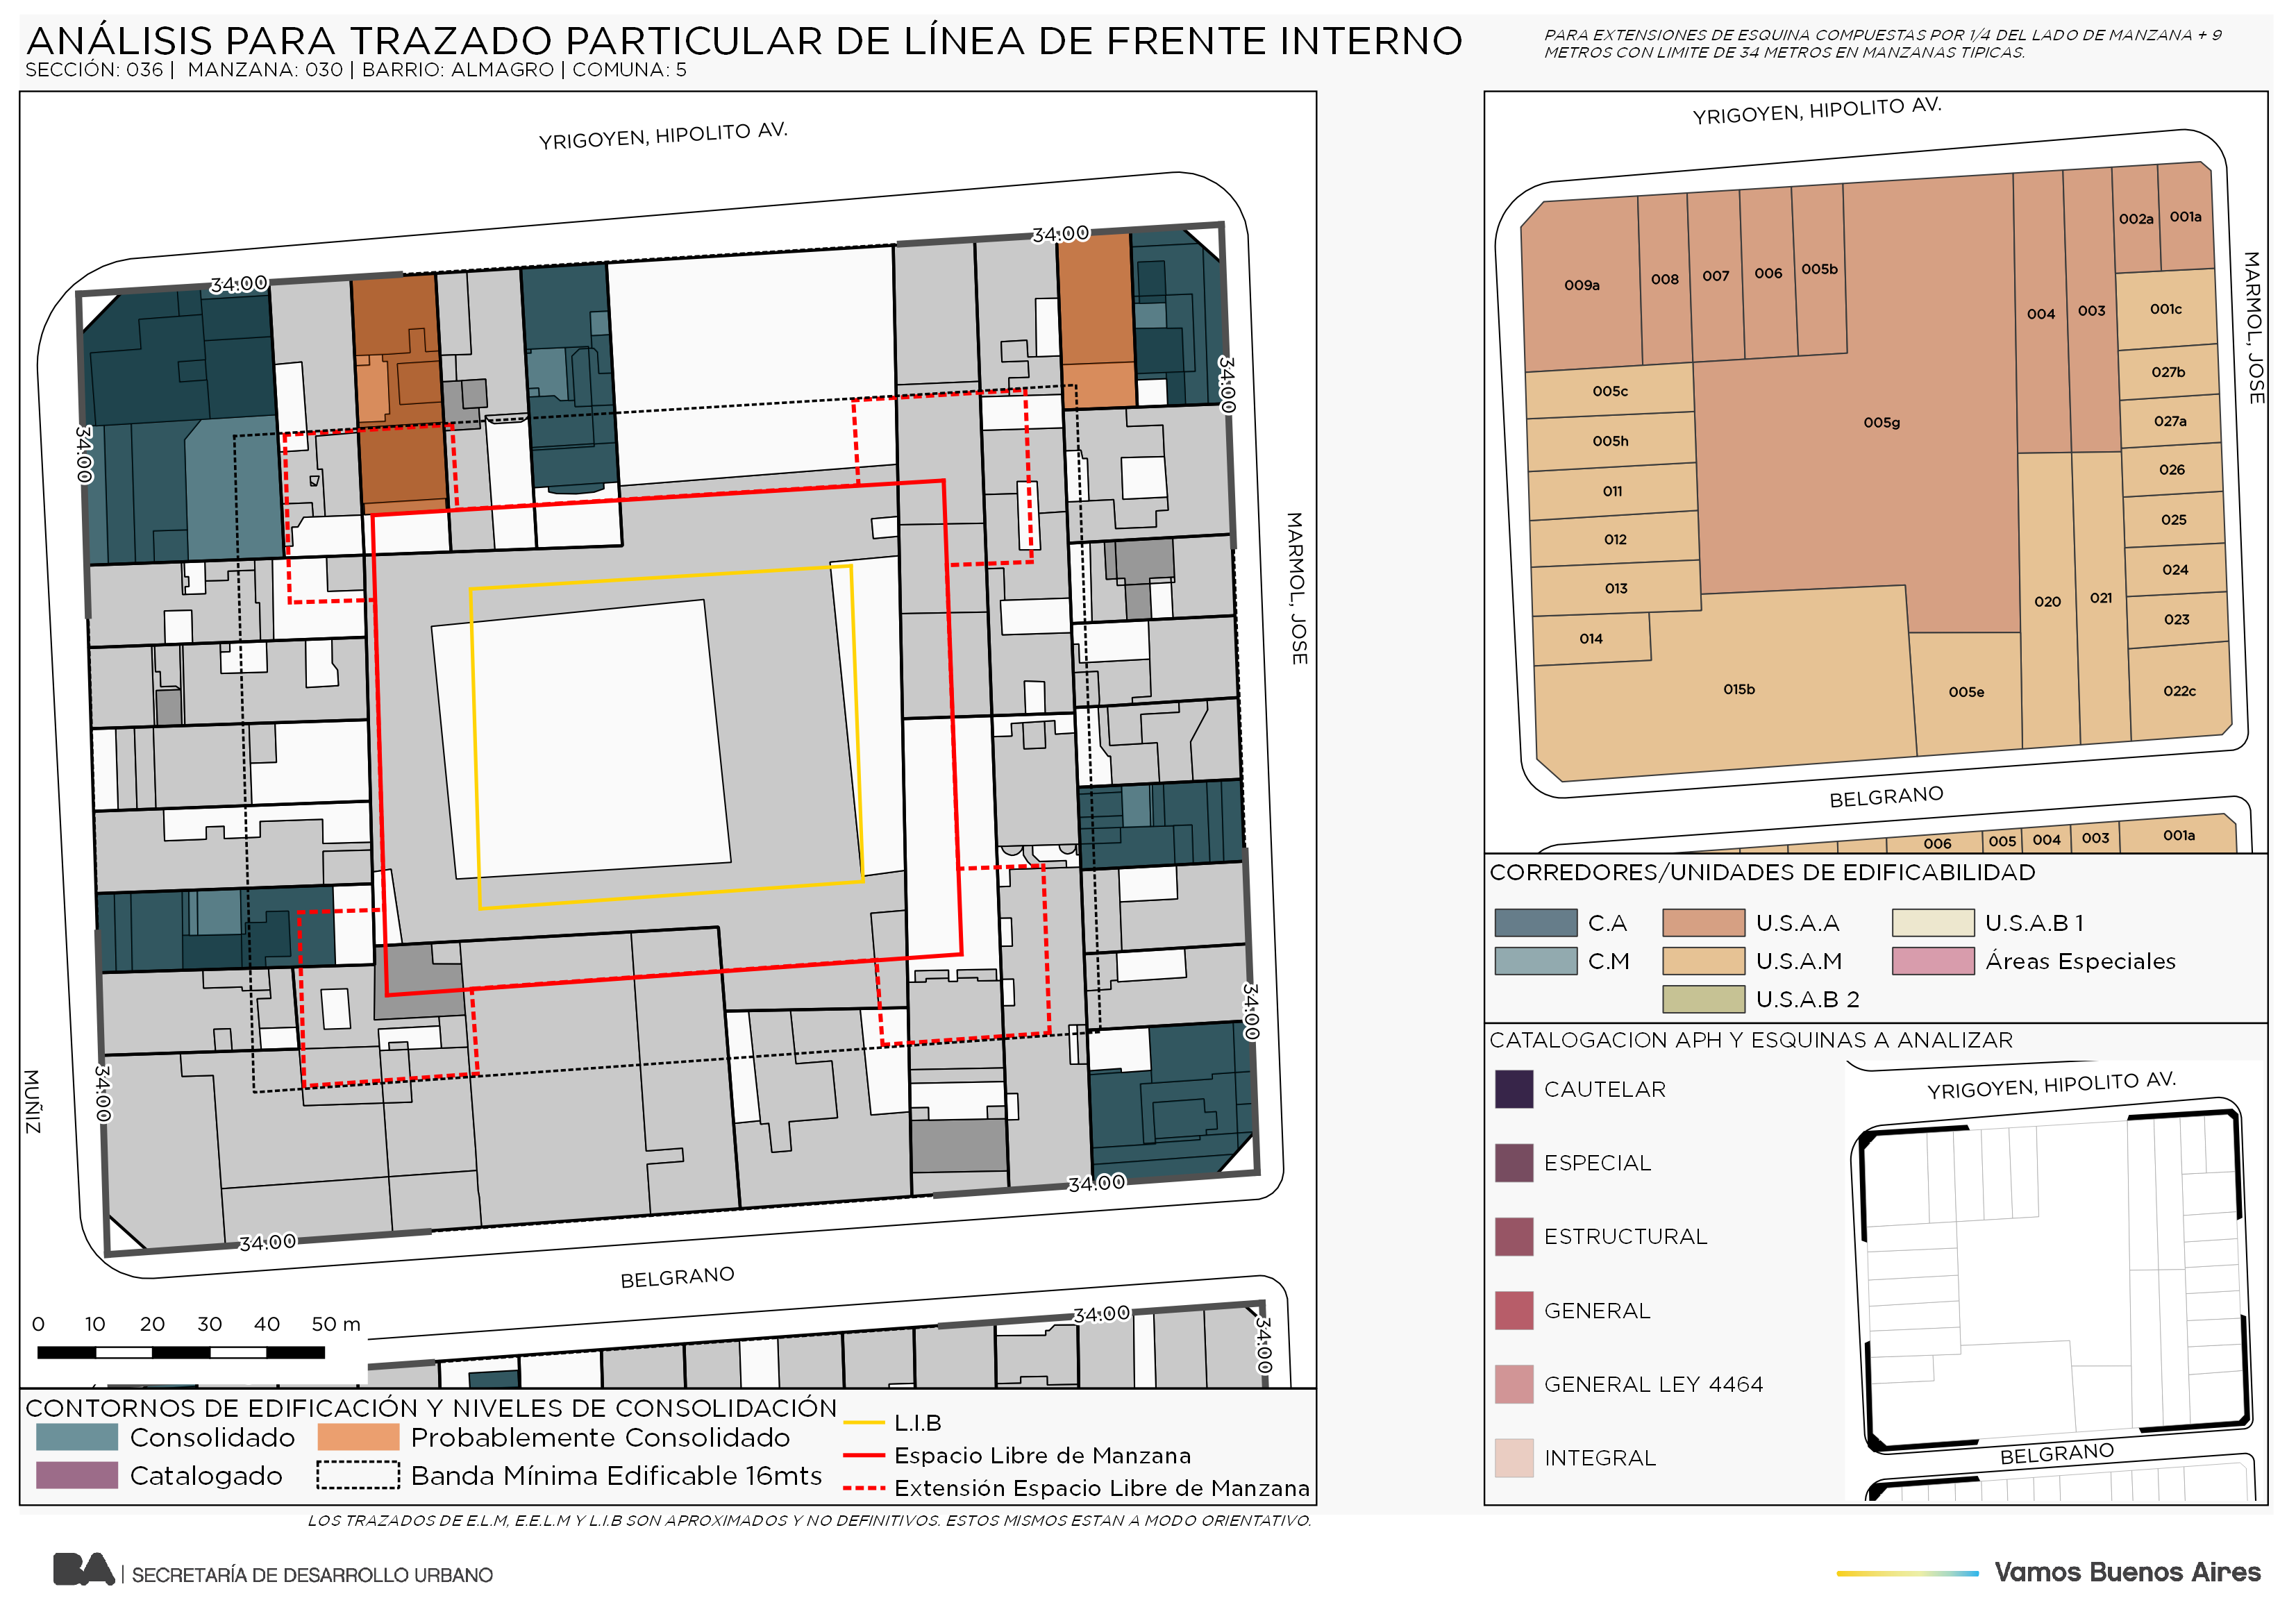 ANÁLISIS PARA TRAZADO PARTICULAR DE LÍNEA DE FRENTE INTERNO
SECCIÓN: 036 | MANZANA: 030 | BARRIO: ALMAGRO | COMUNA: 5
PARA EXTENSIONES DE ESQUINA COMPUESTAS POR 1/4 DEL LADO DE MANZANA + 9
METROS CON LIMITE DE 34 METROS EN MANZANAS TIPICAS.
YRIGOYEN, HIPOLITO AV.
34.00
34.00
34.00
34.00
MARMOL, JOSE
34.00
34.00
MUÑIZ
34.00
34.00
BELGRANO
34.00
34.00
0 10 20 30 40 50 m
CONTORNOS DE EDIFICACIÓN Y NIVELES DE CONSOLIDACIÓN
Consolidado
Probablemente Consolidado
Catalogado
Banda Mínima Edificable 16mts
L.I.B
Espacio Libre de Manzana
Extensión Espacio Libre de Manzana
LOS TRAZADOS DE E.L.M, E.E.L.M Y L.I.B SON APROXIMADOS Y NO DEFINITIVOS. ESTOS MISMOS ESTAN A MODO ORIENTATIVO.
YRIGOYEN, HIPOLITO AV.
MARMOL, JOSE
009a
008
007
006
005b
004
003
002a
001a
001c
005c
005g
027b
005h
027a
011
026
012
025
013
024
014
020
021
023
015b
005e
022c
BELGRANO
006
005
004
003
001a
CORREDORES/UNIDADES DE EDIFICABILIDAD
C.A
U.S.A.A
U.S.A.B 1
C.M
U.S.A.M
Áreas Especiales
U.S.A.B 2
CATALOGACION APH Y ESQUINAS A ANALIZAR
CAUTELAR
ESPECIAL
ESTRUCTURAL
GENERAL
GENERAL LEY 4464
INTEGRAL
YRIGOYEN, HIPOLITO AV.
BELGRANO
BA | SECRETARÍA DE DESARROLLO URBANO
Vamos Buenos Aires